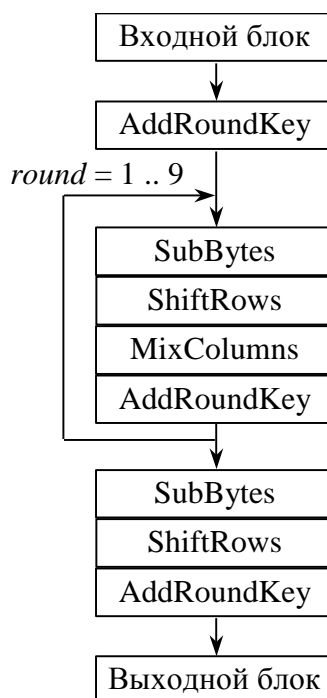 Входной блок
AddRoundKey
round = 1 .. 9
SubBytes
ShiftRows
MixColumns
AddRoundKey
SubBytes
ShiftRows
AddRoundKey
Выходной блок